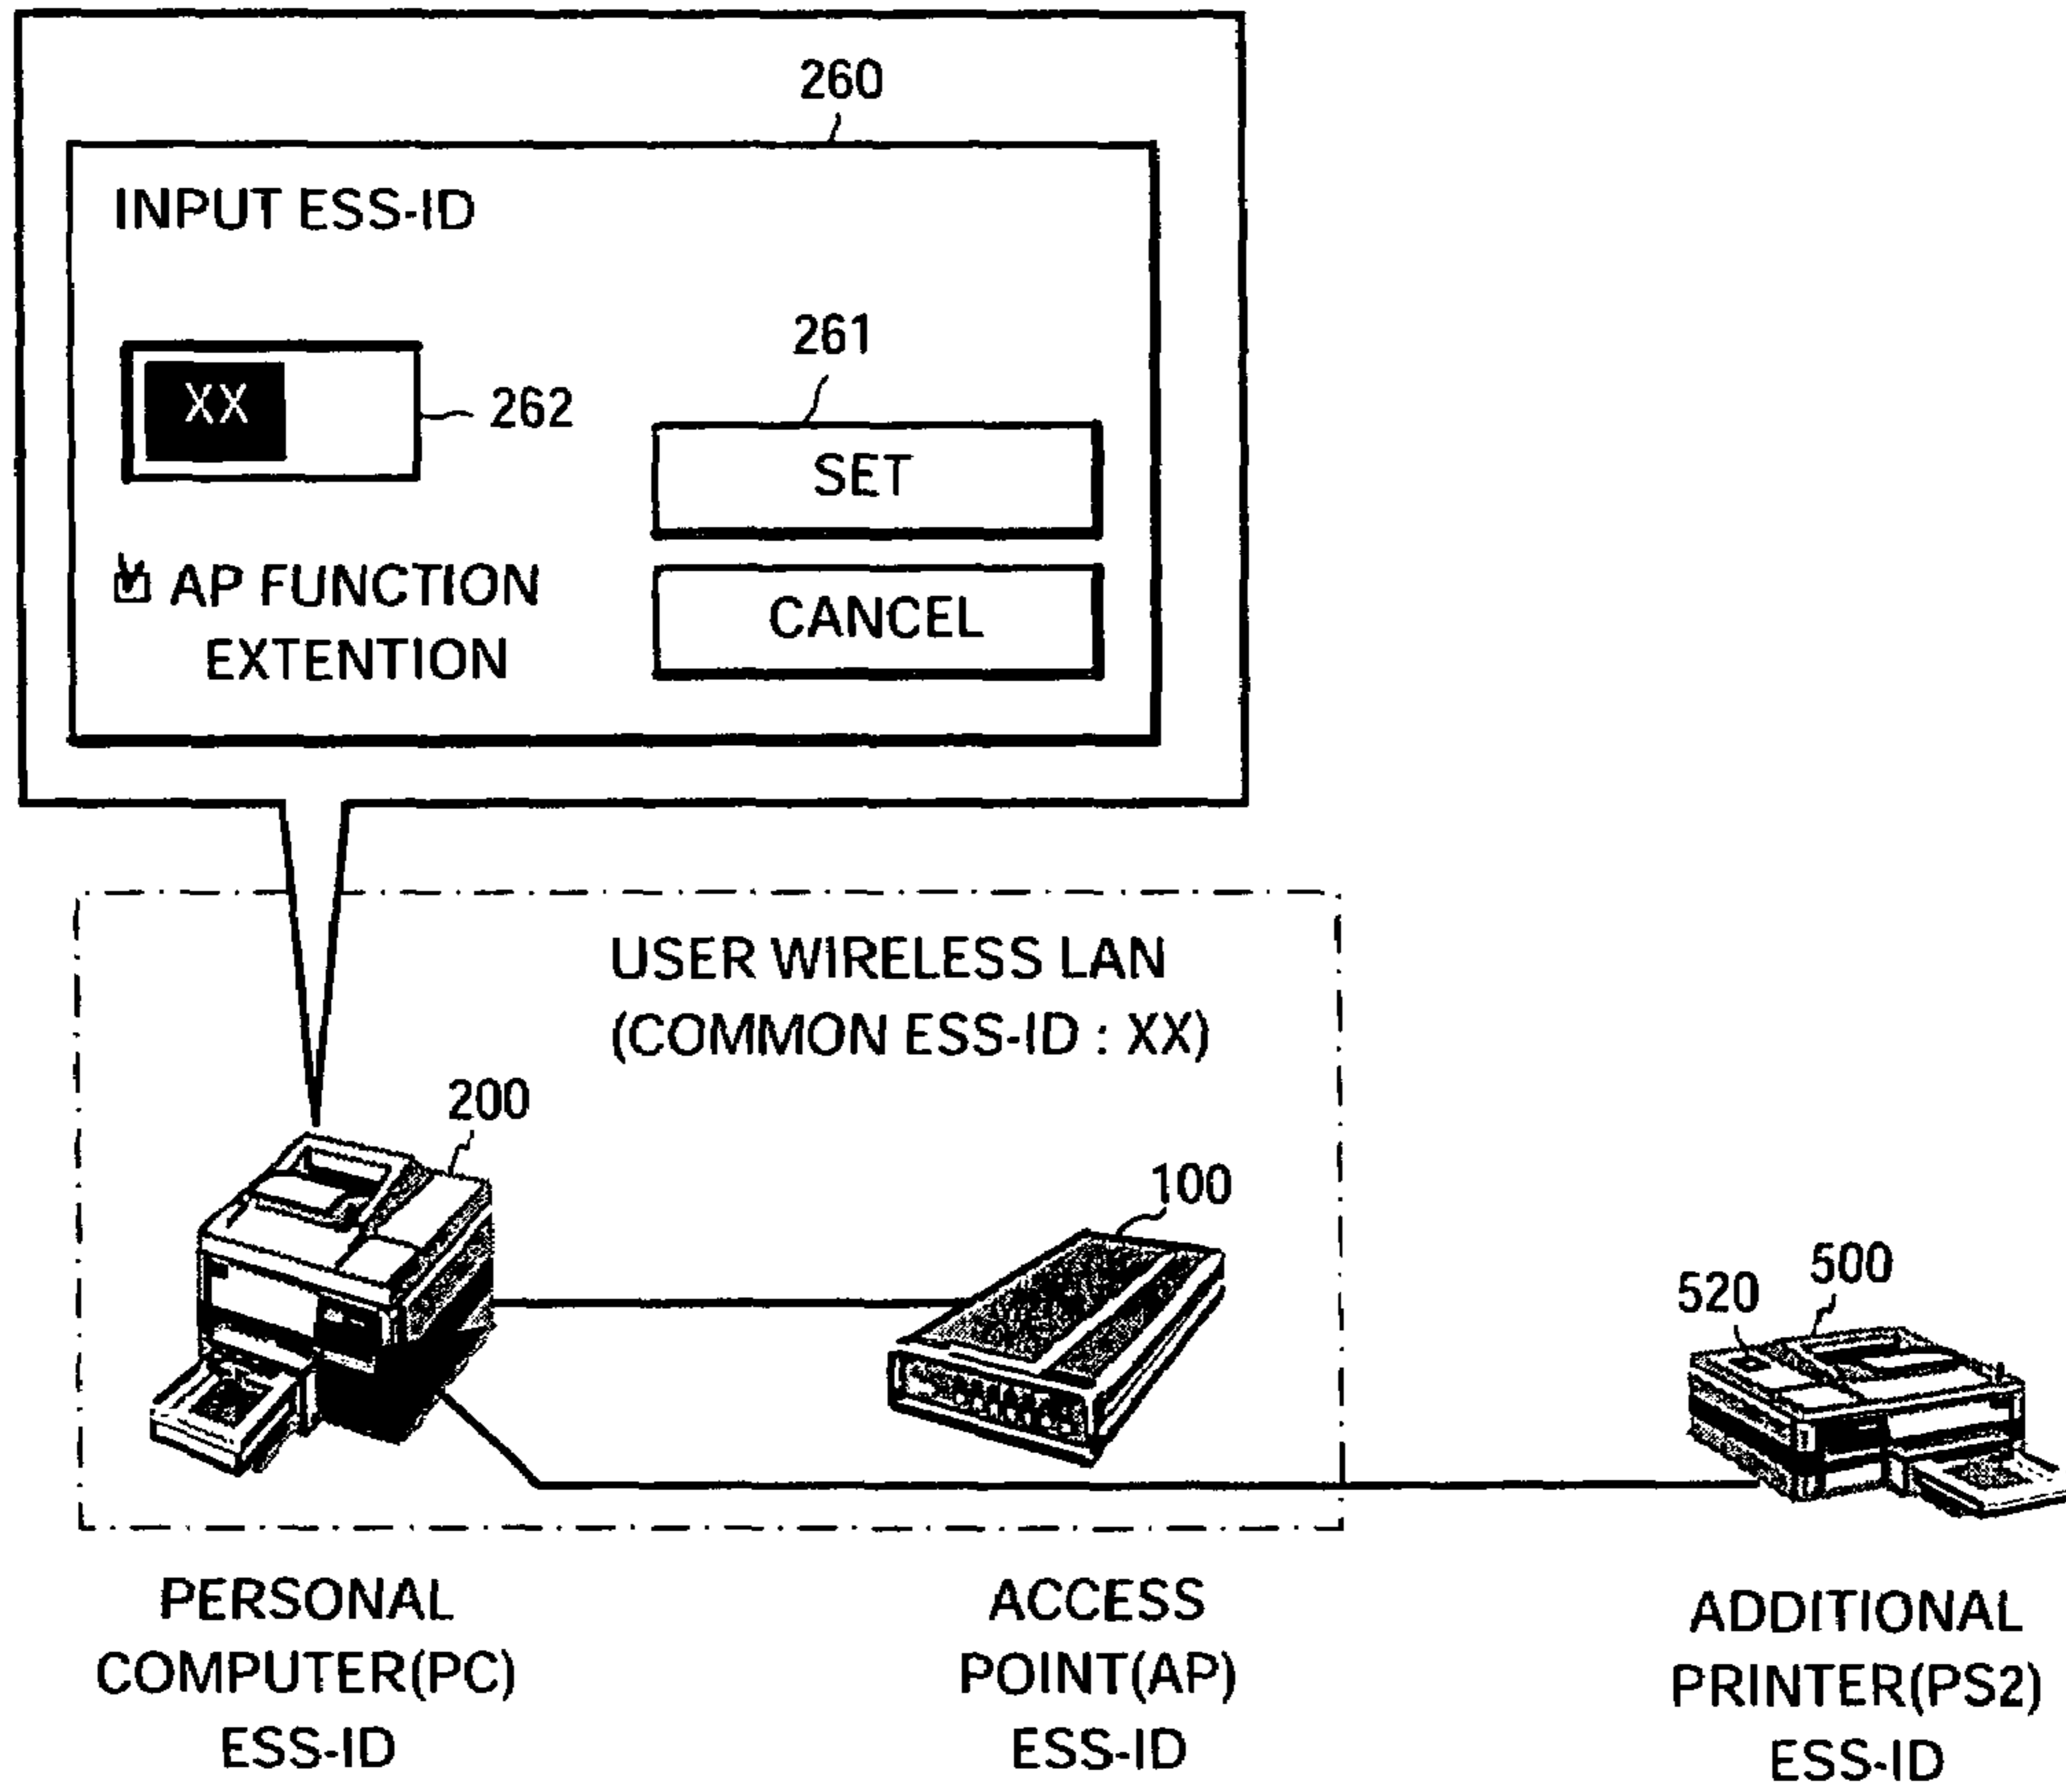 260
INPUT ESS-ID
261
XX
262
SET
AP FUNCTION
EXTENTION
CANCEL
USER WIRELESS LAN
(COMMON ESS-ID : XX)
200
100
500
520
PERSONAL
COMPUTER(PC)
ESS-ID
ACCESS
POINT(AP)
ESS-ID
ADDITIONAL
PRINTER(PS2)
ESS-ID